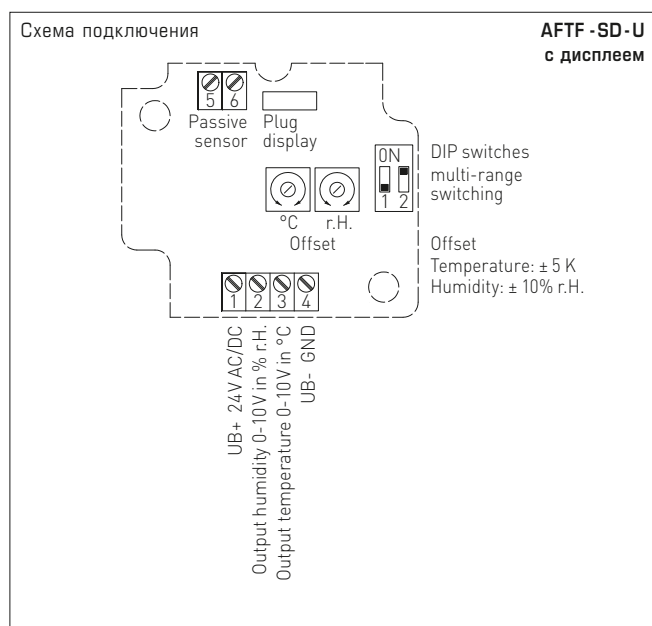 Схема подключения
AFTF - SD - U
с дисплеем
5 6
Passive
sensor
Plug
display
ON
1 2
DIP switches
multi-range
switching
°C
r.H.
Offset
Offset
Temperature: ± 5 K
Humidity: ± 10% r.H.
1 2 3 4
UB+ 24V AC/DC
Output humidity 0-10V in % r.H.
Output temperature 0-10V in °C
UB- GND